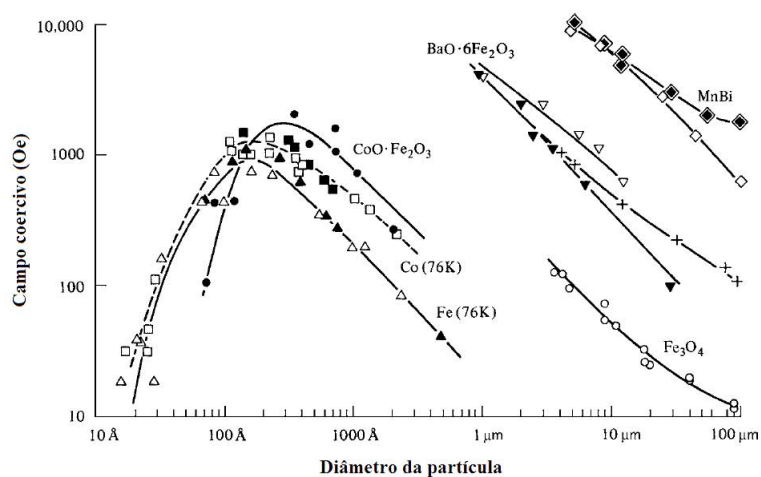 10,000
1000
100
10
Campo coercivo (Oe)
CoO·Fe₂O₃
Co (76K)
Fe (76K)
BaO·6Fe₂O₃
MnBi
Fe₃O₄
10 Å
100 Å
1000 Å
1 µm
10 µm
100 µm
Diâmetro da partícula